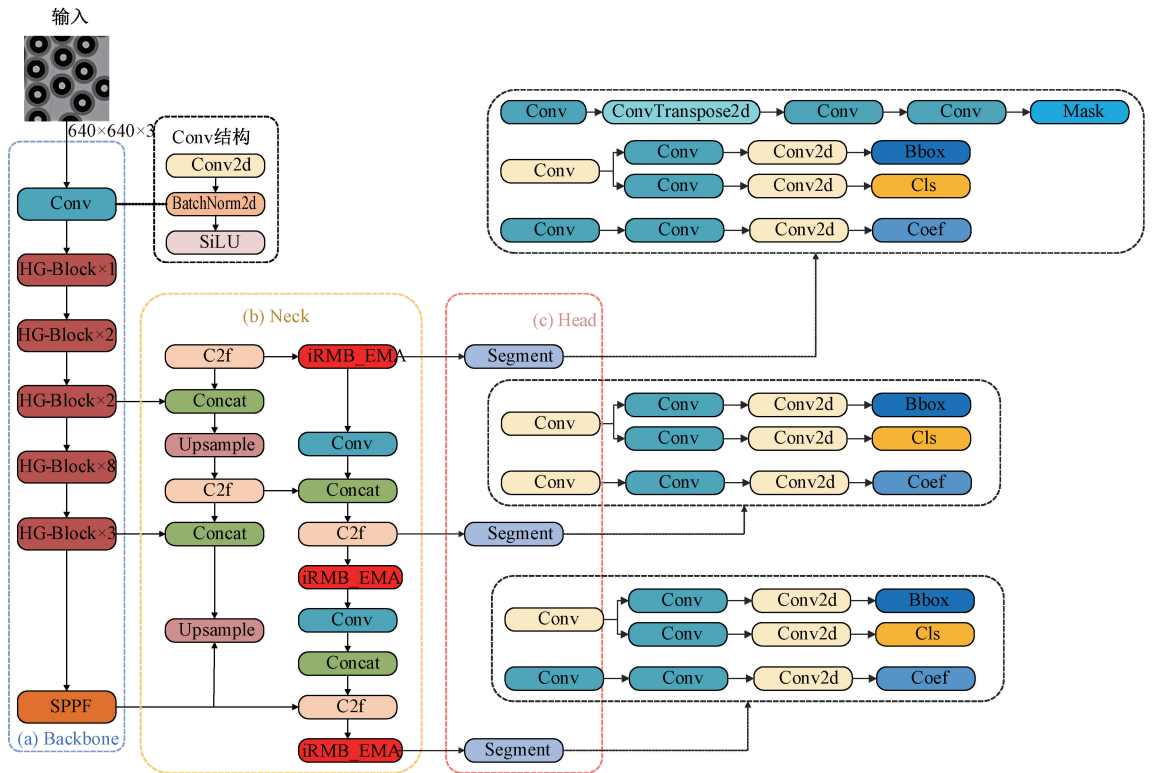 输入
640×640×3
Conv结构
Conv2d
BatchNorm2d
SiLU
Conv
HG-Block×1
HG-Block×2
HG-Block×2
HG-Block×8
HG-Block×3
SPPF
(a) Backbone
(b) Neck
C2f
Concat
Upsample
C2f
Concat
Upsample
iRMB_EMA
Conv
Concat
C2f
iRMB_EMA
Conv
Concat
C2f
iRMB_EMA
(c) Head
Segment
Segment
Segment
Conv ConvTranspose2d Conv Conv Mask
Conv Conv2d Bbox
Conv
Conv Conv2d Cls
Conv Conv Conv2d Coef
Conv Conv2d Bbox
Conv
Conv Conv2d Cls
Conv Conv Conv2d Coef
Conv Conv2d Bbox
Conv
Conv Conv2d Cls
Conv Conv Conv2d Coef